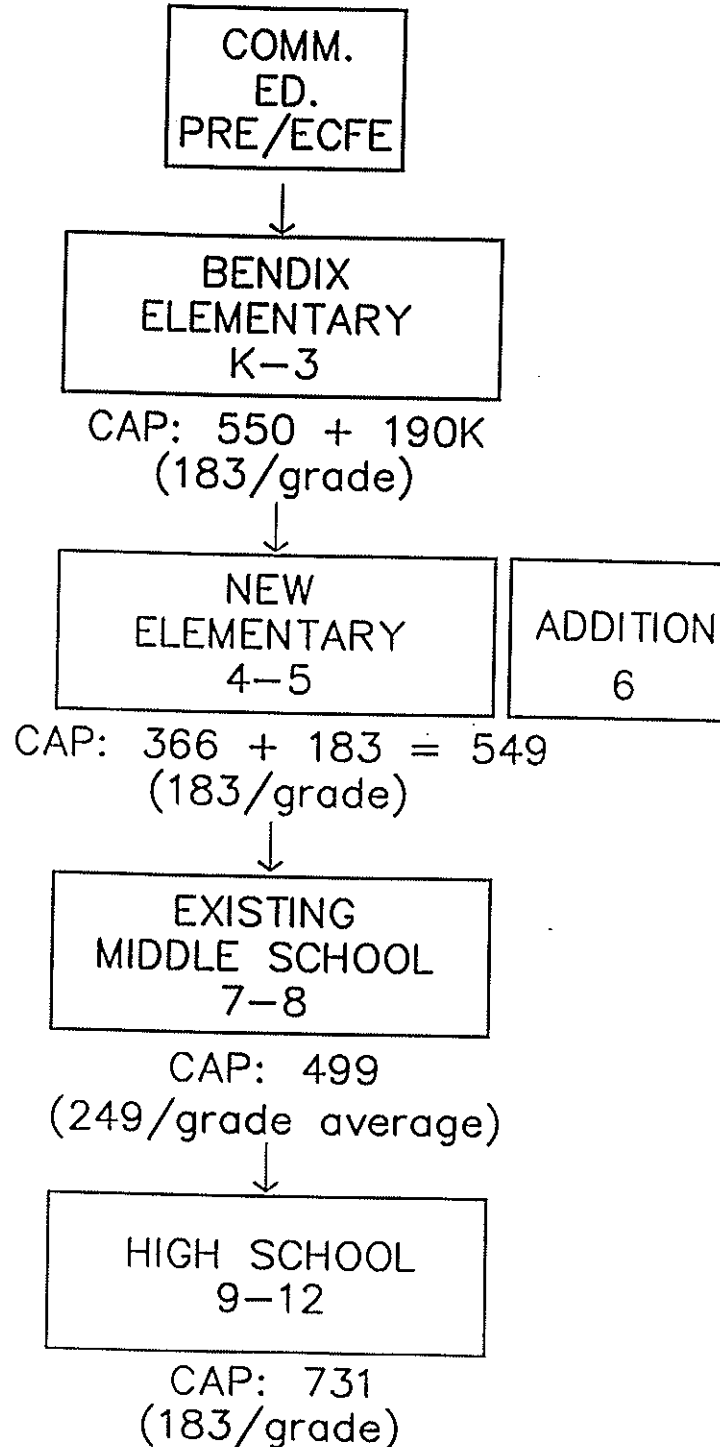 COMM.
ED.
PRE/ECFE
BENDIX
ELEMENTARY
K-3
CAP: 550 + 190K
(183/grade)
NEW
ELEMENTARY
4-5
ADDITION
6
CAP: 366 + 183 = 549
(183/grade)
EXISTING
MIDDLE SCHOOL
7-8
CAP: 499
(249/grade average)
HIGH SCHOOL
9-12
CAP: 731
(183/grade)